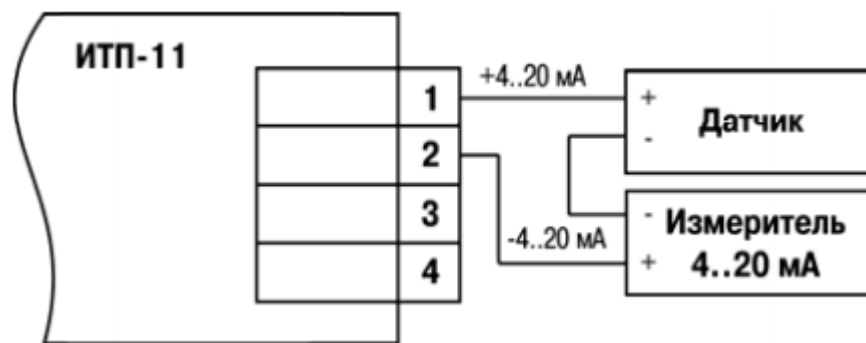 ИТП-11
1
2
3
4
+4..20 мА
-4..20 мА
+
Датчик
-
-
Измеритель
+
4..20 мА